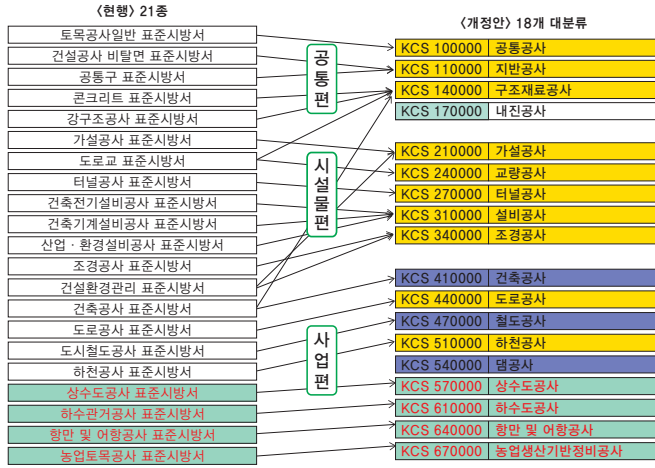 〈현행〉 21종
토목공사일반 표준시방서
건설공사 비탈면 표준시방서
공통구 표준시방서
콘크리트 표준시방서
강구조공사 표준시방서
가설공사 표준시방서
도로교 표준시방서
터널공사 표준시방서
건축전기설비공사 표준시방서
건축기계설비공사 표준시방서
산업 · 환경설비공사 표준시방서
조경공사 표준시방서
건설환경관리 표준시방서
건축공사 표준시방서
도로공사 표준시방서
도시철도공사 표준시방서
하천공사 표준시방서
상수도공사 표준시방서
하수관거공사 표준시방서
항만 및 어항공사 표준시방서
농업토목공사 표준시방서
공통편
시설물편
사업편
〈개정안〉 18개 대분류
KCS 100000 공통공사
KCS 110000 지반공사
KCS 140000 구조재료공사
KCS 170000 내진공사
KCS 210000 가설공사
KCS 240000 교량공사
KCS 270000 터널공사
KCS 310000 설비공사
KCS 340000 조경공사
KCS 410000 건축공사
KCS 440000 도로공사
KCS 470000 철도공사
KCS 510000 하천공사
KCS 540000 댐공사
KCS 570000 상수도공사
KCS 610000 하수도공사
KCS 640000 항만 및 어항공사
KCS 670000 농업생산기반정비공사